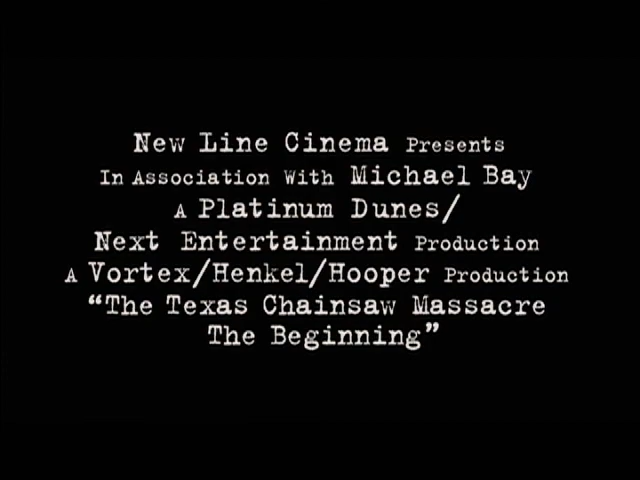 New Line Cinema Presents
In Association With Michael Bay
A Platinum Dunes/
Next Entertainment Production
A Vortex/Henkel/Hooper Production
“The Texas Chainsaw Massacre
The Beginning”